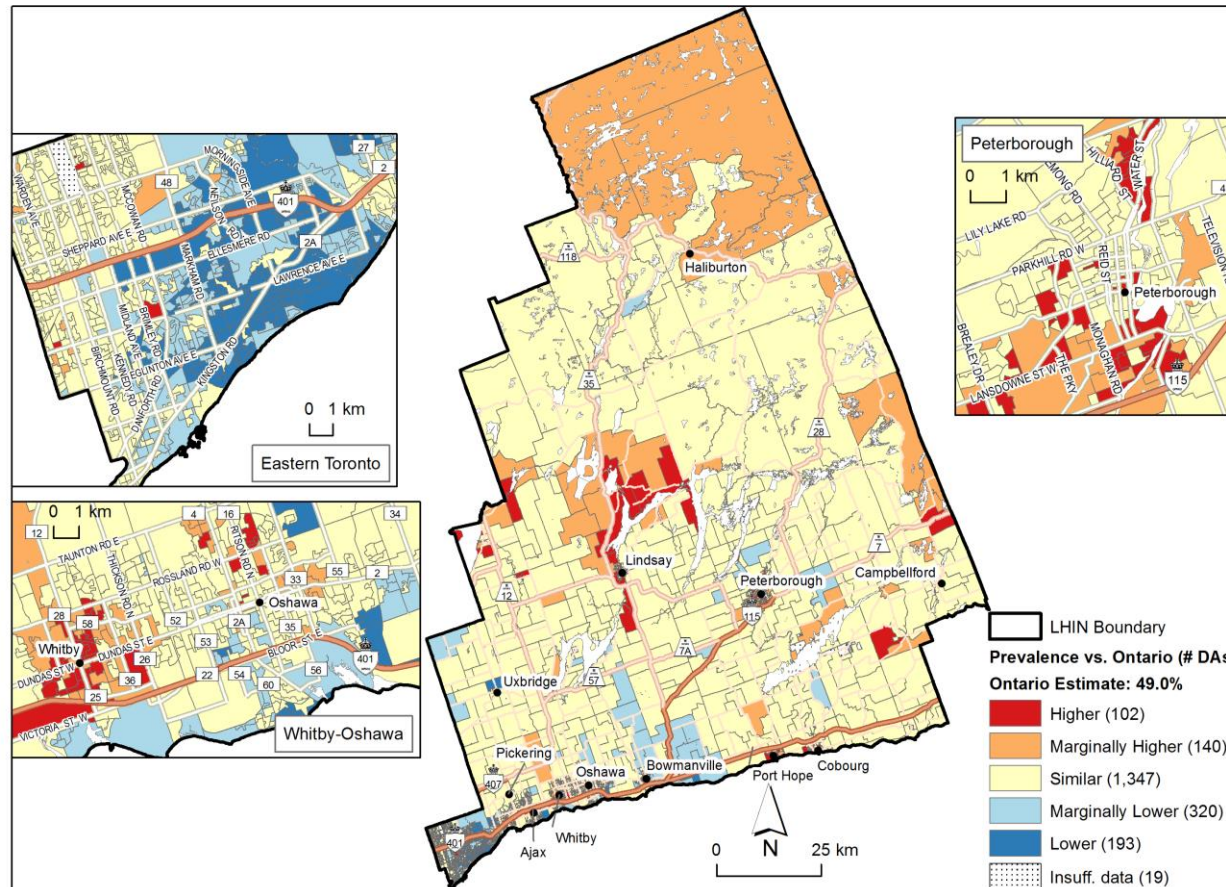 WARDEN AVE
MCCOWAN RD
48
MORNINGSIDE AVE
NEILSON RD
27
2
401
SHEPPARD AVE E
ELLESMERE RD
2A
MARKHAM RD
LAWRENCE AVE E
MIDLAND AVE
BRIMLEY RD
BIRCHMOUNT RD
KENNEDY RD
EGLINTON AVE E
DANFORTH RD
KINGSTON RD
0 1 km
Eastern Toronto
0 1 km
12
4
16
34
TAUNTON RD E
RITSON RD N
THICKSON RD N
ROSSLAND RD W
33
55
2
28
58
52
Oshawa
2A
35
53
Whitby
DUNDAS ST E
DUNDAS ST W
26
BLOOR ST E
401
36
22
54
56
25
60
VICTORIA ST W
Whitby-Oshawa
118
Haliburton
35
28
Lindsay
7
12
Peterborough
Campbellford
115
7A
57
Uxbridge
Pickering
Oshawa
Bowmanville
407
Port Hope
Cobourg
401
Ajax
Whitby
N
0 25 km
Peterborough
0 1 km
HILLIARD ST
WATER ST
EMONG RD
4
LILY LAKE RD
TELEVISION
PARKHILL RD W
REID ST
Peterborough
BREALEY DR
MONAGHAN RD
THE PKY
LANSDOWNE ST W
115
LHIN Boundary
Prevalence vs. Ontario (# DAs
Ontario Estimate: 49.0%
Higher (102)
Marginally Higher (140)
Similar (1,347)
Marginally Lower (320)
Lower (193)
Insuff. data (19)